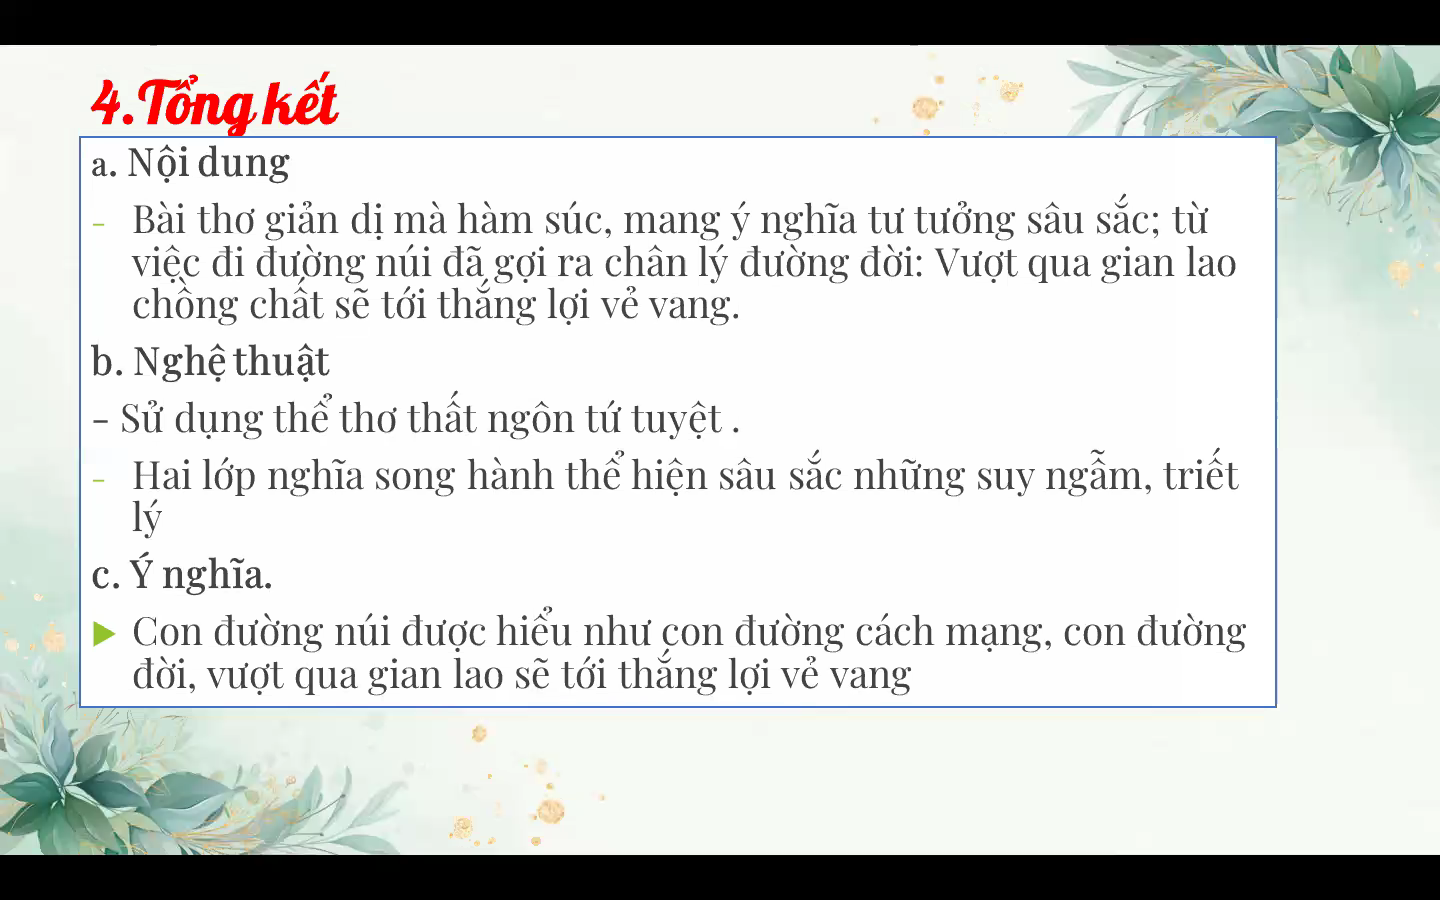 4.Tổng kết
a. Nội dung
- Bài thơ giản dị mà hàm súc, mang ý nghĩa tư tưởng sâu sắc; từ
việc đi đường núi đã gợi ra chân lý đường đời: Vượt qua gian lao
chồng chất sẽ tới thắng lợi vẻ vang.
b. Nghệ thuật
- Sử dụng thể thơ thất ngôn tứ tuyệt .
- Hai lớp nghĩa song hành thể hiện sâu sắc những suy ngẫm, triết
lý
c. Ý nghĩa.
Con đường núi được hiểu như con đường cách mạng, con đường
đời, vượt qua gian lao sẽ tới thắng lợi vẻ vang